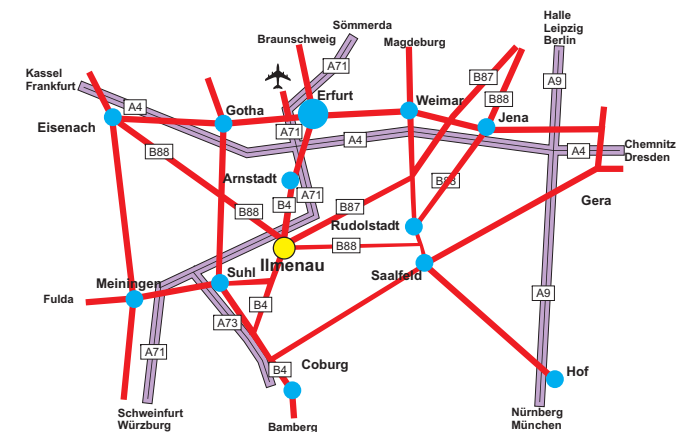 Sömmerda
Halle
Leipzig
Berlin
Braunschweig
Magdeburg
Kassel
Frankfurt
A71
B87
A9
B88
Erfurt
A4
Gotha
Weimar
Jena
Eisenach
A71
A4
B88
A4
Chemnitz
Dresden
Arnstadt
B88
A71
B4
B87
B88
Gera
Rudolstadt
B88
Ilmenau
Saalfeld
Suhl
Meiningen
Fulda
B4
A9
A73
A71
Coburg
B4
Hof
Schweinfurt
Würzburg
Bamberg
Nürnberg
München